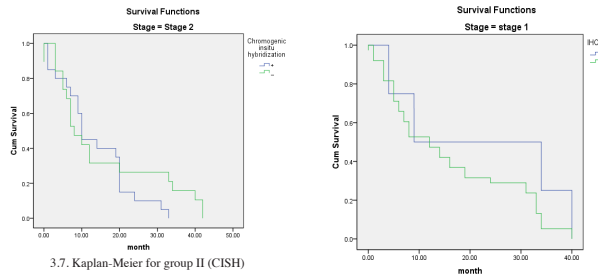 Survival Functions
Stage = Stage 2
Chromogenic
insitu
hybridization
+
−
Cum Survival
1.0
0.8
0.6
0.4
0.2
0.0
0.00
10.00
20.00
30.00
40.00
50.00
month
3.7. Kaplan-Meier for group II (CISH)
Survival Functions
Stage = stage 1
IHC
Cum Survival
1.0
0.8
0.6
0.4
0.2
0.0
0.00
10.00
20.00
30.00
40.00
month